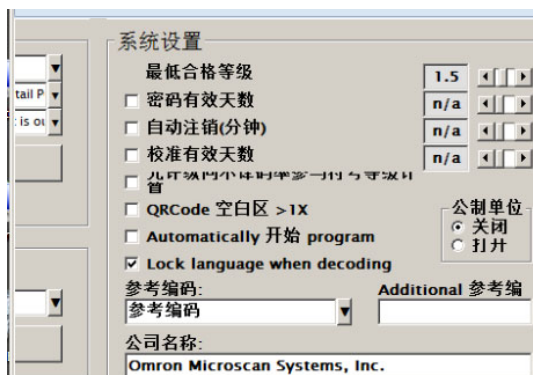 系统设置
最低合格等级 1.5
tail P
密码有效天数 n/a
t is ou
自动注销(分钟) n/a
校准有效天数 n/a
QRCode 空白区 >1X
公制单位
关闭
Automatically 开始 program
打开
Lock language when decoding
参考编码:
Additional 参考编
参考编码
公司名称:
Omron Microscan Systems, Inc.